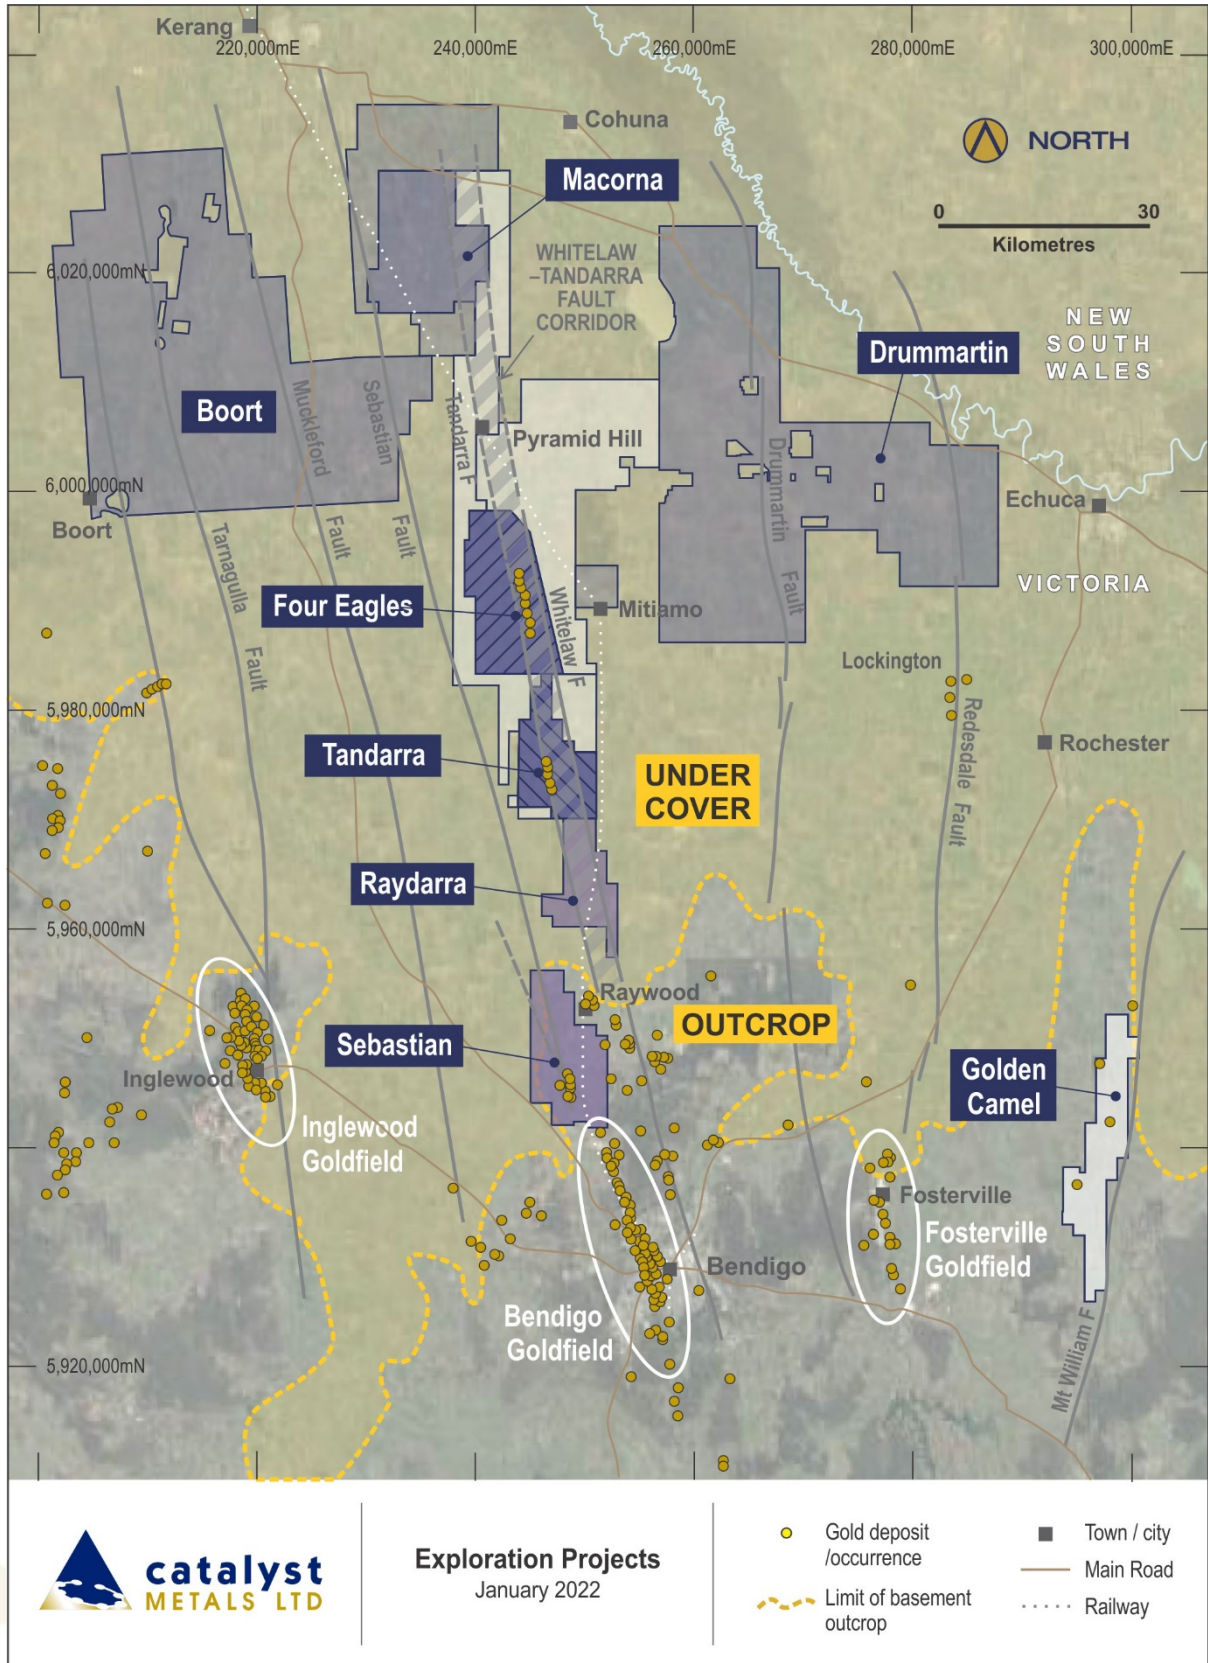 Kerang
220,000mE
240,000mE
260,000mE
280,000mE
300,000mE
Cohuna
NORTH
Macorna
0
30
Kilometres
WHITELAW
–TANDARRA
FAULT
CORRIDOR
6,020,000mN
NEW
SOUTH
WALES
Drummartin
Boort
Muckleford
Fault
Sebastian
Fault
Tandarra F
Pyramid Hill
Drummartin
Fault
6,000,000mN
Boort
Echuca
Tarnagulla
Fault
Four Eagles
Whitelaw F
Mitiamo
VICTORIA
Lockington
5,980,000mN
Redesdale
Fault
Rochester
Tandarra
UNDER
COVER
Raydarra
5,960,000mN
Raywood
OUTCROP
Sebastian
Inglewood
Golden
Camel
Inglewood
Goldfield
Fosterville
Fosterville
Goldfield
Bendigo
Bendigo
Goldfield
5,920,000mN
Mt William F
catalyst
METALS LTD
Exploration Projects
January 2022
Gold deposit
/occurrence
Limit of basement
outcrop
Town / city
Main Road
Railway